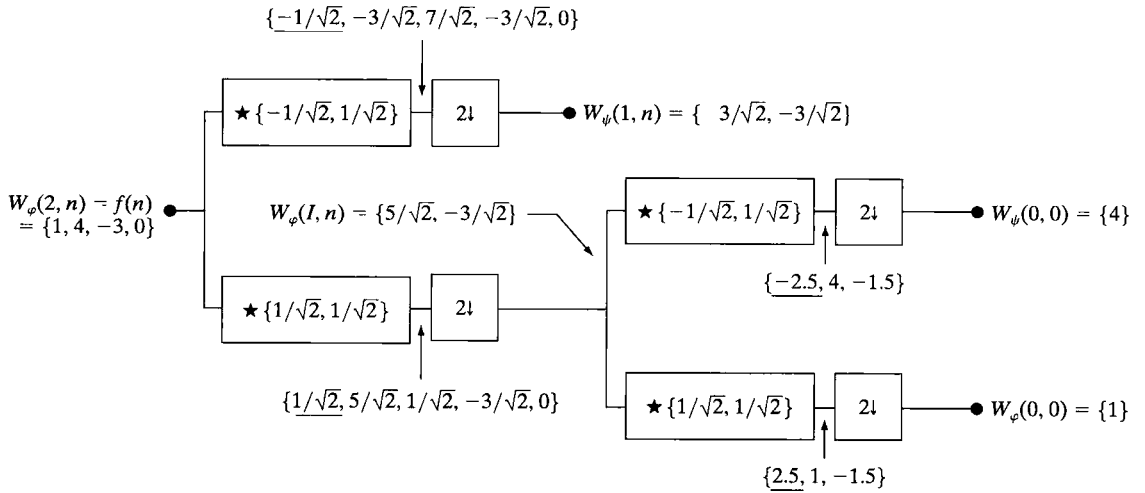 {-1/√2, -3/√2, 7/√2, -3/√2, 0}
★ {-1/√2, 1/√2}
2↓
W_ψ(1, n) = { 3/√2, -3/√2}
W_φ(2, n) = f(n)
= {1, 4, -3, 0}
W_φ(I, n) = {5/√2, -3/√2}
★ {-1/√2, 1/√2}
2↓
W_ψ(0, 0) = {4}
{-2.5, 4, -1.5}
★ {1/√2, 1/√2}
2↓
{1/√2, 5/√2, 1/√2, -3/√2, 0}
★ {1/√2, 1/√2}
2↓
W_φ(0, 0) = {1}
{2.5, 1, -1.5}